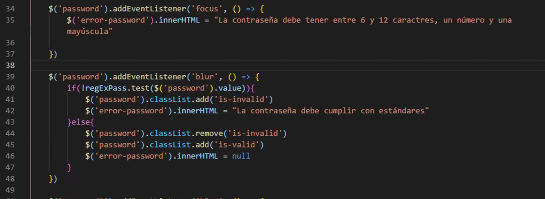 34 $('password').addEventListener('focus', () => {
35 $('error-password').innerHTML = "La contraseña debe tener entre 6 y 12 caractres, un número y una
mayúscula"
36
37 })
38
39 $('password').addEventListener('blur', () => {
40 if(!regExPass.test($('password').value)){
41 $('password').classList.add('is-invalid')
42 $('error-password').innerHTML = "La contraseña debe cumplir con estándares"
43 }else{
44 $('password').classList.remove('is-invalid')
45 $('password').classList.add('is-valid')
46 $('error-password').innerHTML = null
47 }
48 })
49